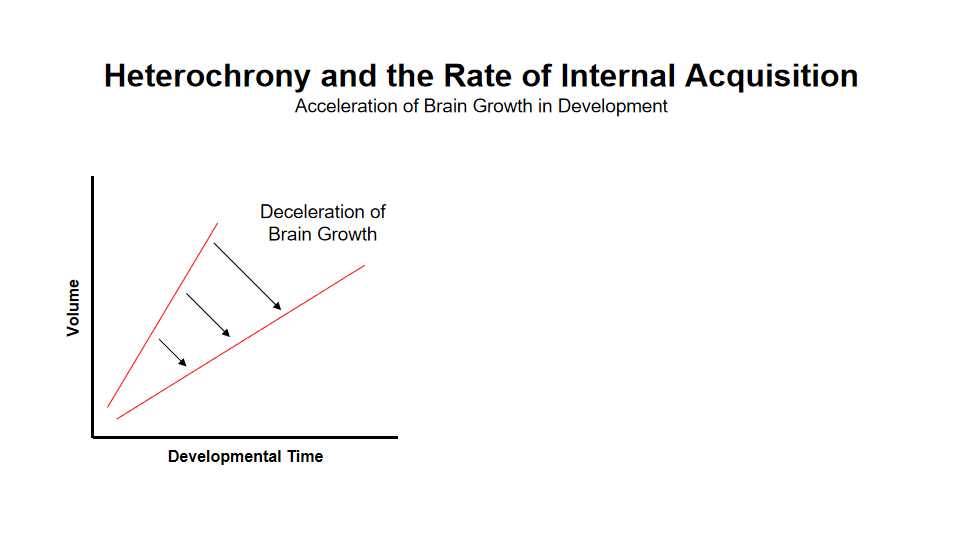 Heterochrony and the Rate of Internal Acquisition
Acceleration of Brain Growth in Development
Deceleration of
Brain Growth
Volume
Developmental Time